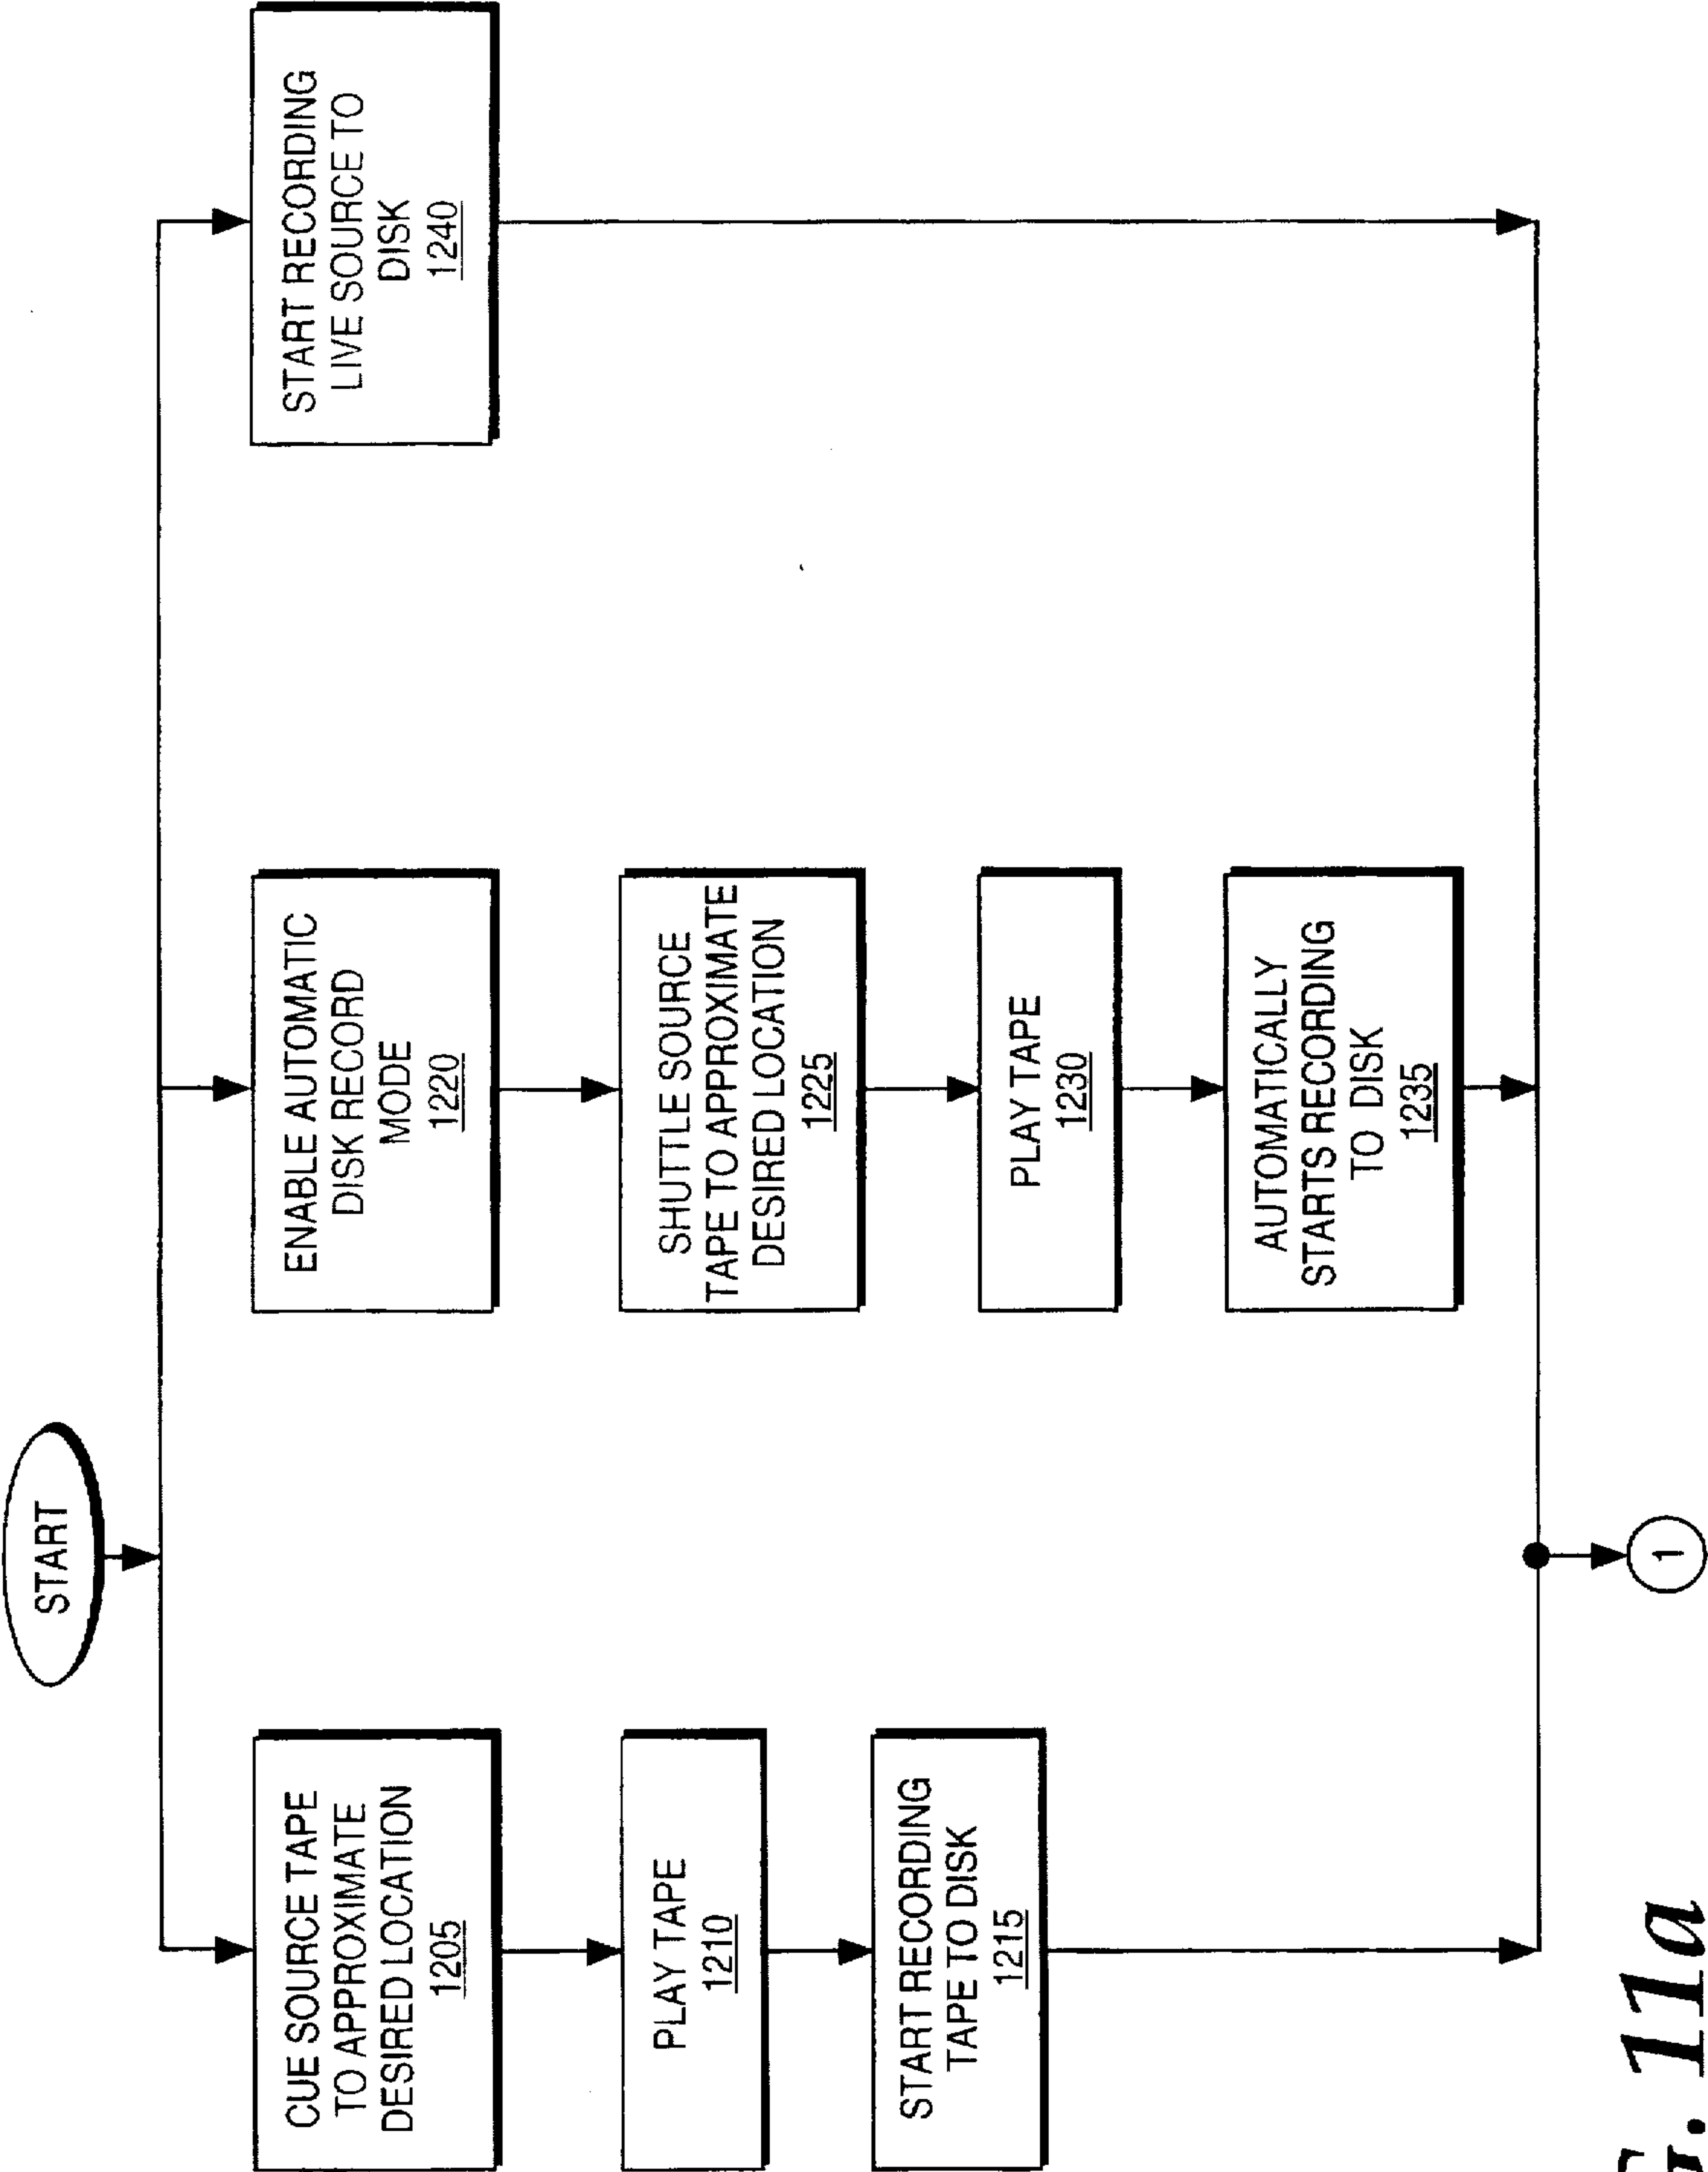 START
CUE SOURCE TAPE
TO APPROXIMATE
DESIRED LOCATION
1205
PLAY TAPE
1210
START RECORDING
TAPE TO DISK
1215
ENABLE AUTOMATIC
DISK RECORD
MODE
1220
SHUTTLE SOURCE
TAPE TO APPROXIMATE
DESIRED LOCATION
1225
PLAY TAPE
1230
AUTOMATICALLY
STARTS RECORDING
TO DISK
1235
START RECORDING
LIVE SOURCE TO
DISK
1240
1
11a